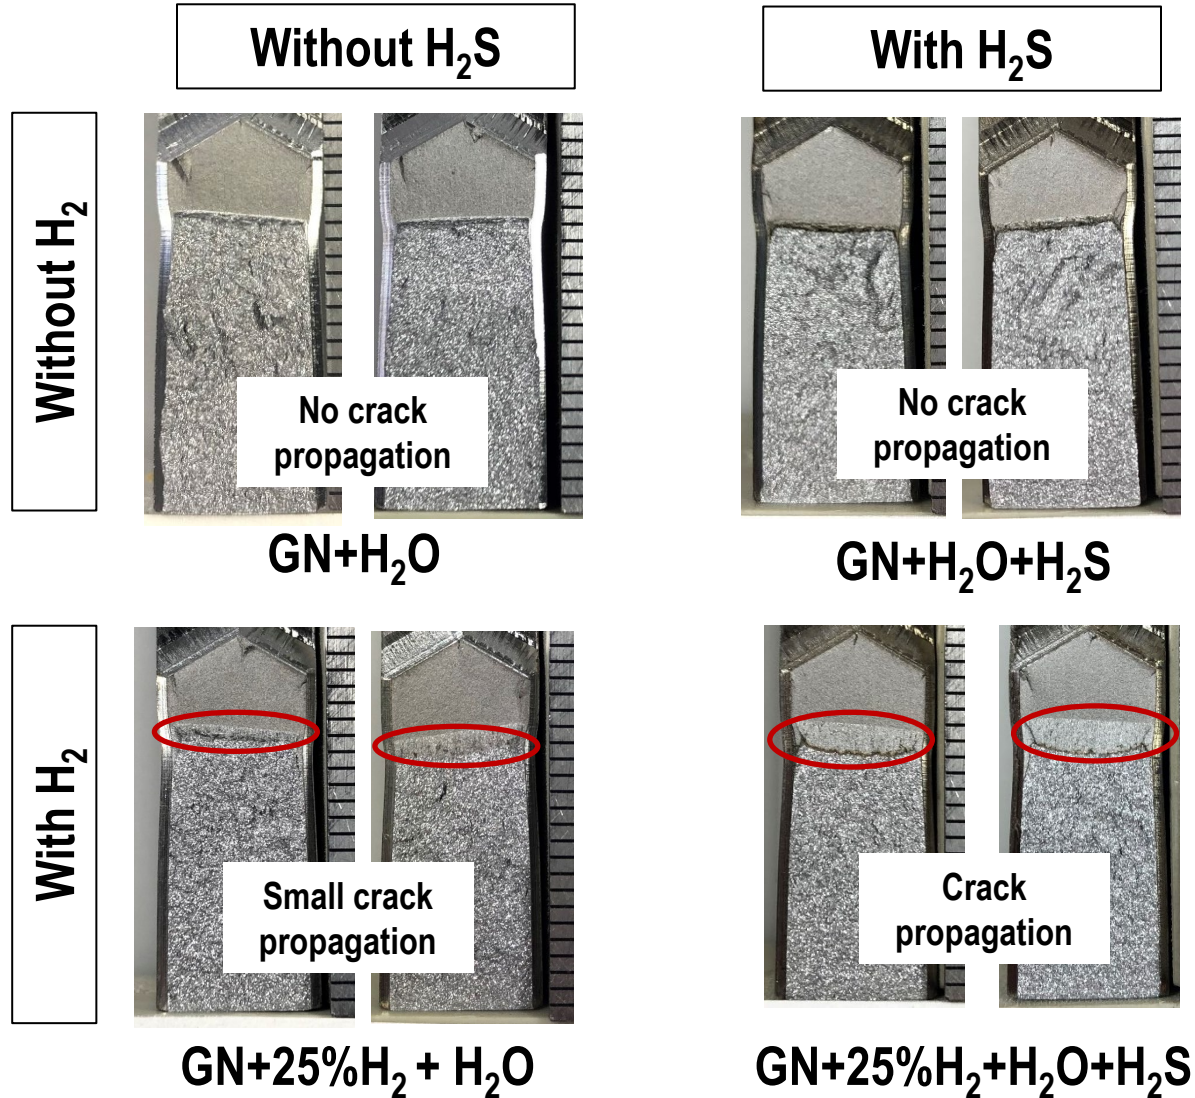 Without H₂S
With H₂S
Without H₂
No crack
propagation
No crack
propagation
GN+H₂O
GN+H₂O+H₂S
With H₂
Small crack
propagation
Crack
propagation
GN+25%H₂ + H₂O
GN+25%H₂+H₂O+H₂S